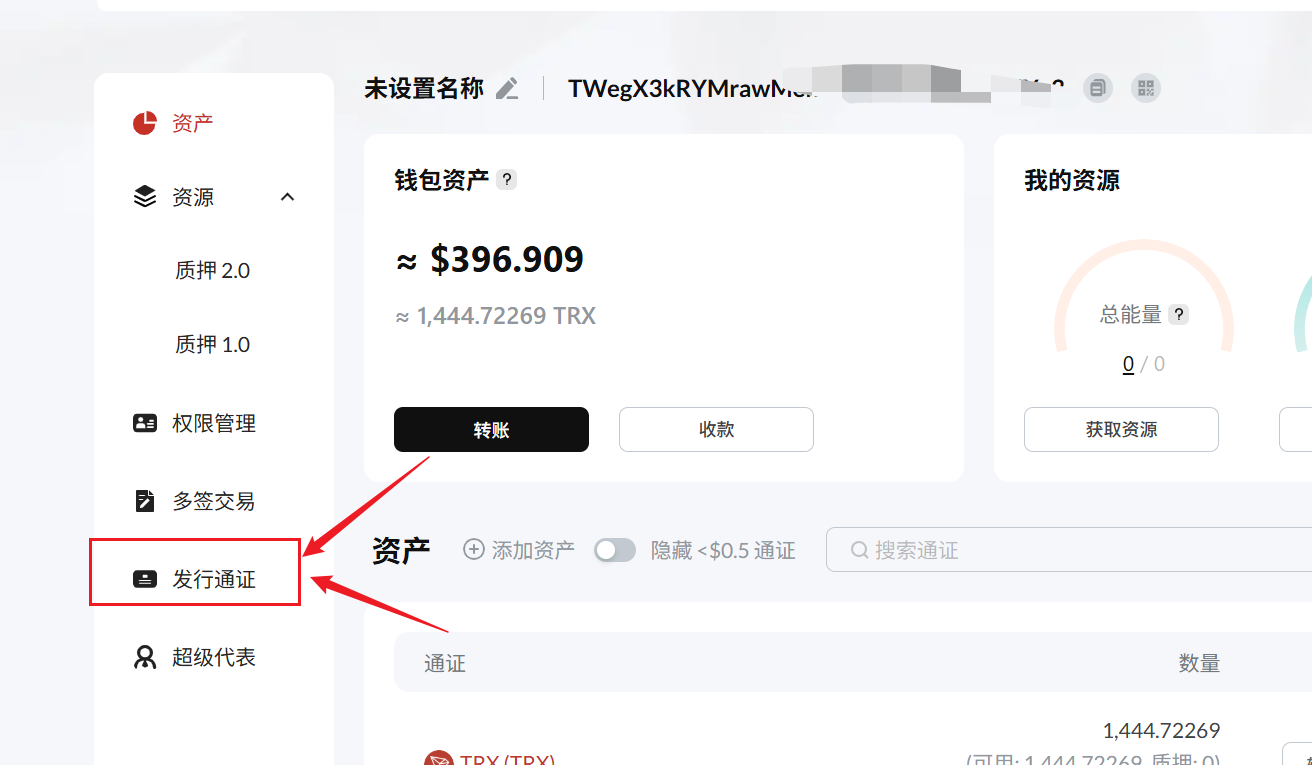 未设置名称
TWegX3kRYMrawM
资产
资源
质押 2.0
质押 1.0
权限管理
多签交易
发行通证
超级代表
钱包资产 ?
≈ $396.909
≈ 1,444.72269 TRX
转账
收款
我的资源
总能量 ?
0 / 0
获取资源
资产
添加资产
隐藏 <$0.5 通证
搜索通证
通证
数量
TRX (TRX)
1,444.72269
(可用: 1,444.72269, 质押: 0)